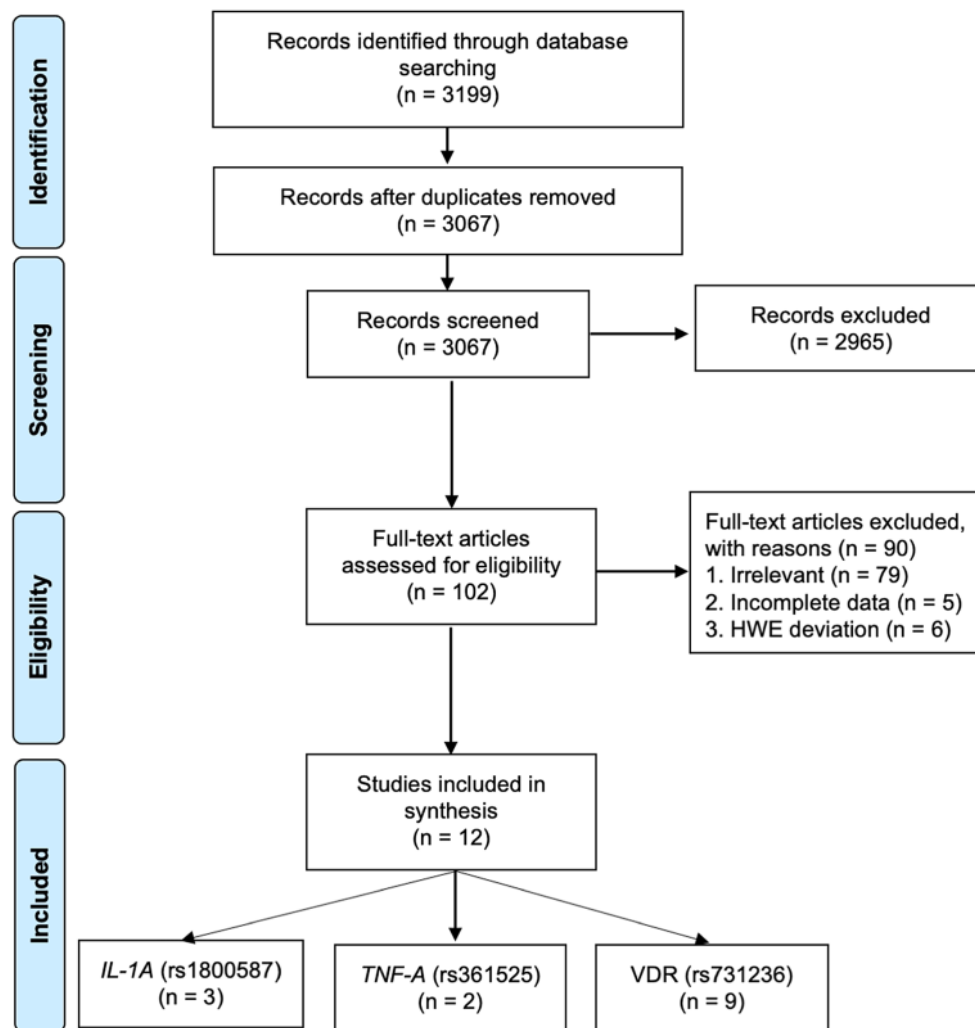 Identification
Records identified through database
searching
(n = 3199)
Records after duplicates removed
(n = 3067)
Screening
Records screened
(n = 3067)
Records excluded
(n = 2965)
Eligibility
Full-text articles
assessed for eligibility
(n = 102)
Full-text articles excluded,
with reasons (n = 90)
1. Irrelevant (n = 79)
2. Incomplete data (n = 5)
3. HWE deviation (n = 6)
Included
Studies included in
synthesis
(n = 12)
IL-1A (rs1800587)
(n = 3)
TNF-A (rs361525)
(n = 2)
VDR (rs731236)
(n = 9)